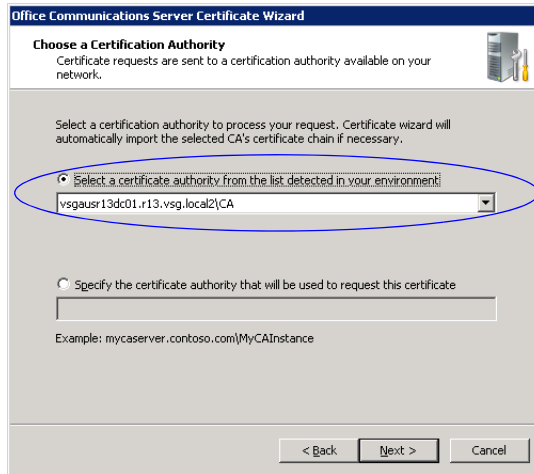 Office Communications Server Certificate Wizard
Choose a Certification Authority
Certificate requests are sent to a certification authority available on your
network.
Select a certification authority to process your request. Certificate wizard will
automatically import the selected CA's certificate chain if necessary.
Select a certificate authority from the list detected in your environment
vsgausr13dc01.r13.vsg.local2\CA
Specify the certificate authority that will be used to request this certificate
Example: mycaserver.contoso.com\MyCAInstance
< Back
Next >
Cancel